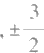 , ± 3/2